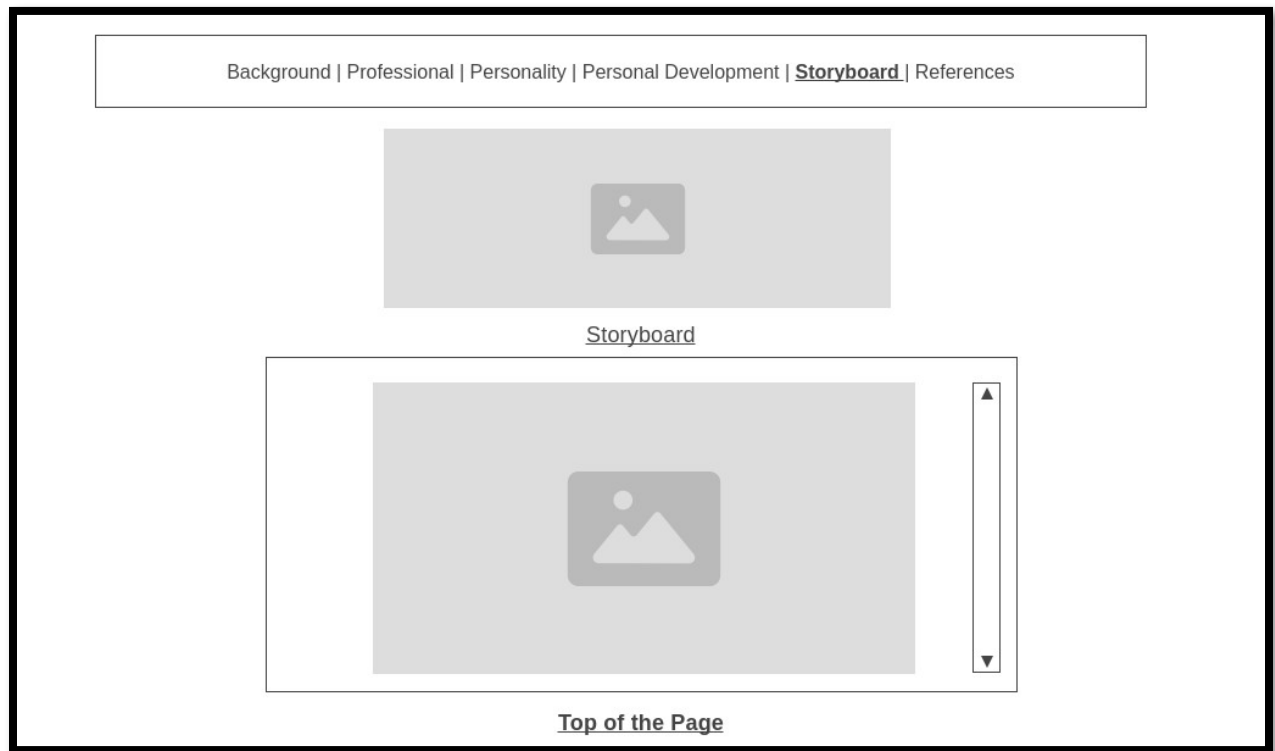 Background | Professional | Personality | Personal Development | Storyboard | References
Storyboard
Top of the Page